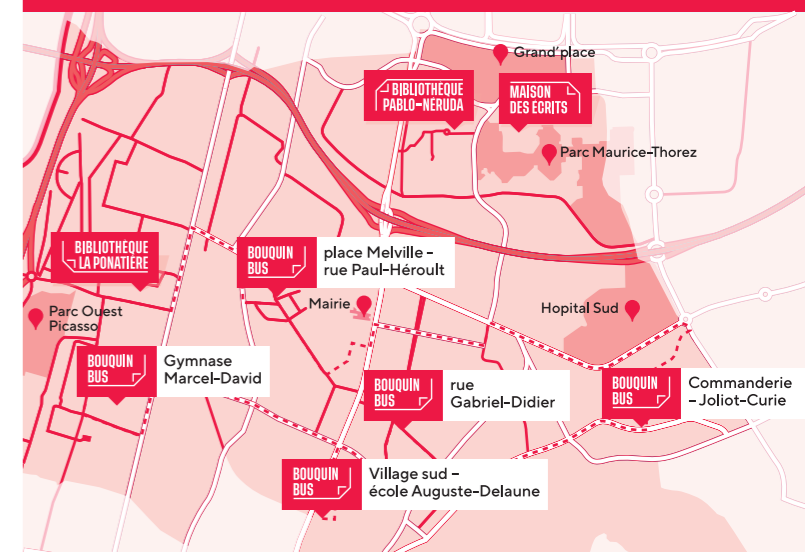 Grand'place
BIBLIOTHEQUE
PABLO-NERUDA
MAISON
DES ECRITS
Parc Maurice-Thorez
BIBLIOTHEQUE
LA PONATIÈRE
BOUQUIN
BUS
place Melville -
rue Paul-Héroult
Mairie
Hopital Sud
Parc Ouest
Picasso
BOUQUIN
BUS
Gymnase
Marcel-David
BOUQUIN
BUS
rue
Gabriel-Didier
BOUQUIN
BUS
Commanderie
– Joliot-Curie
BOUQUIN
BUS
Village sud –
école Auguste-Delaune